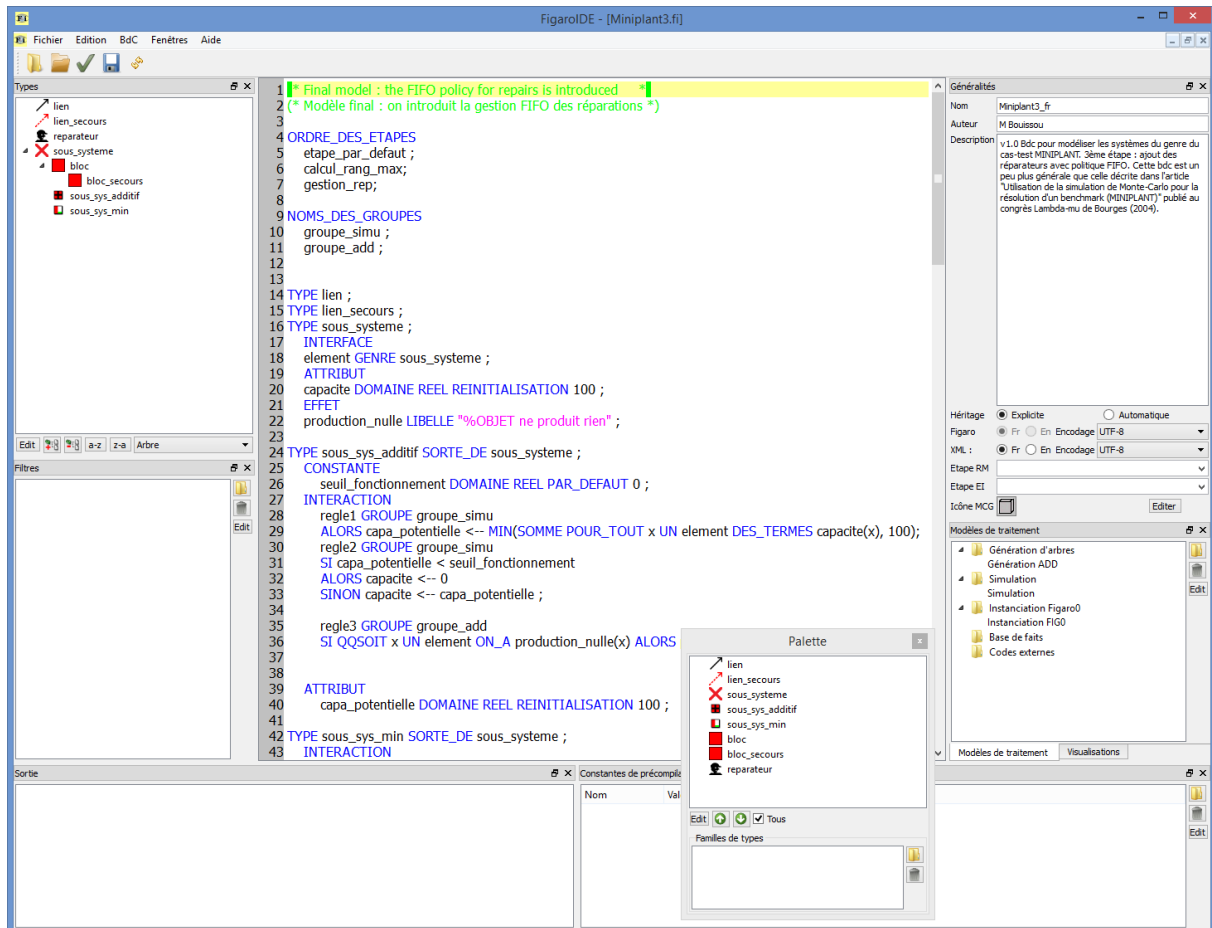 FigaroIDE - [Miniplant3.fi]
Fichier Edition BdC Fenêtres Aide
Types
lien
lien_secours
reparateur
sous_systeme
bloc
bloc_secours
sous_sys_additif
sous_sys_min
Edit a-z z-a Arbre
Filtres
Edit
1 (* Final model : the FIFO policy for repairs is introduced *)
2 (* Modèle final : on introduit la gestion FIFO des réparations *)
3
4 ORDRE_DES_ETAPES
5 etape_par_defaut ;
6 calcul_rang_max;
7 gestion_rep;
8
9 NOMS_DES_GROUPES
10 groupe_simu ;
11 groupe_add ;
12
13
14 TYPE lien ;
15 TYPE lien_secours ;
16 TYPE sous_systeme ;
17 INTERFACE
18 element GENRE sous_systeme ;
19 ATTRIBUT
20 capacite DOMAINE REEL REINITIALISATION 100 ;
21 EFFET
22 production_nulle LIBELLE "%OBJET ne produit rien" ;
23
24 TYPE sous_sys_additif SORTE_DE sous_systeme ;
25 CONSTANTE
26 seuil_fonctionnement DOMAINE REEL PAR_DEFAUT 0 ;
27 INTERACTION
28 regle1 GROUPE groupe_simu
29 ALORS capa_potentielle <-- MIN(SOMME POUR_TOUT x UN element DES_TERMES capacite(x), 100);
30 regle2 GROUPE groupe_simu
31 SI capa_potentielle < seuil_fonctionnement
32 ALORS capacite <-- 0
33 SINON capacite <-- capa_potentielle ;
34
35 regle3 GROUPE groupe_add
36 SI QQSOIT x UN element ON_A production_nulle(x) ALORS
37
38
39 ATTRIBUT
40 capa_potentielle DOMAINE REEL REINITIALISATION 100 ;
41
42 TYPE sous_sys_min SORTE_DE sous_systeme ;
43 INTERACTION
Généralités
Nom Miniplant3_fr
Auteur M Bouissou
Description v1.0 Bdc pour modéliser les systèmes du genre du
cas-test MINIPLANT. 3ème étape : ajout des
réparateurs avec politique FIFO. Cette bdc est un
peu plus générale que celle décrite dans l'article
"Utilisation de la simulation de Monte-Carlo pour la
résolution d'un benchmark (MINIPLANT)" publié au
congrès Lambda-mu de Bourges (2004).
Héritage Explicite Automatique
Figaro Fr En Encodage UTF-8
XML : Fr En Encodage UTF-8
Etape RM
Etape EI
Icône MCG Editer
Modèles de traitement
Génération d'arbres
Génération ADD
Simulation
Simulation
Instanciation Figaro0
Instanciation FIG0
Base de faits
Codes externes
Edit
Modèles de traitement Visualisations
Palette
lien
lien_secours
sous_systeme
sous_sys_additif
sous_sys_min
bloc
bloc_secours
reparateur
Edit Tous
Familles de types
Sortie
Constantes de précompila
Nom Val
Edit